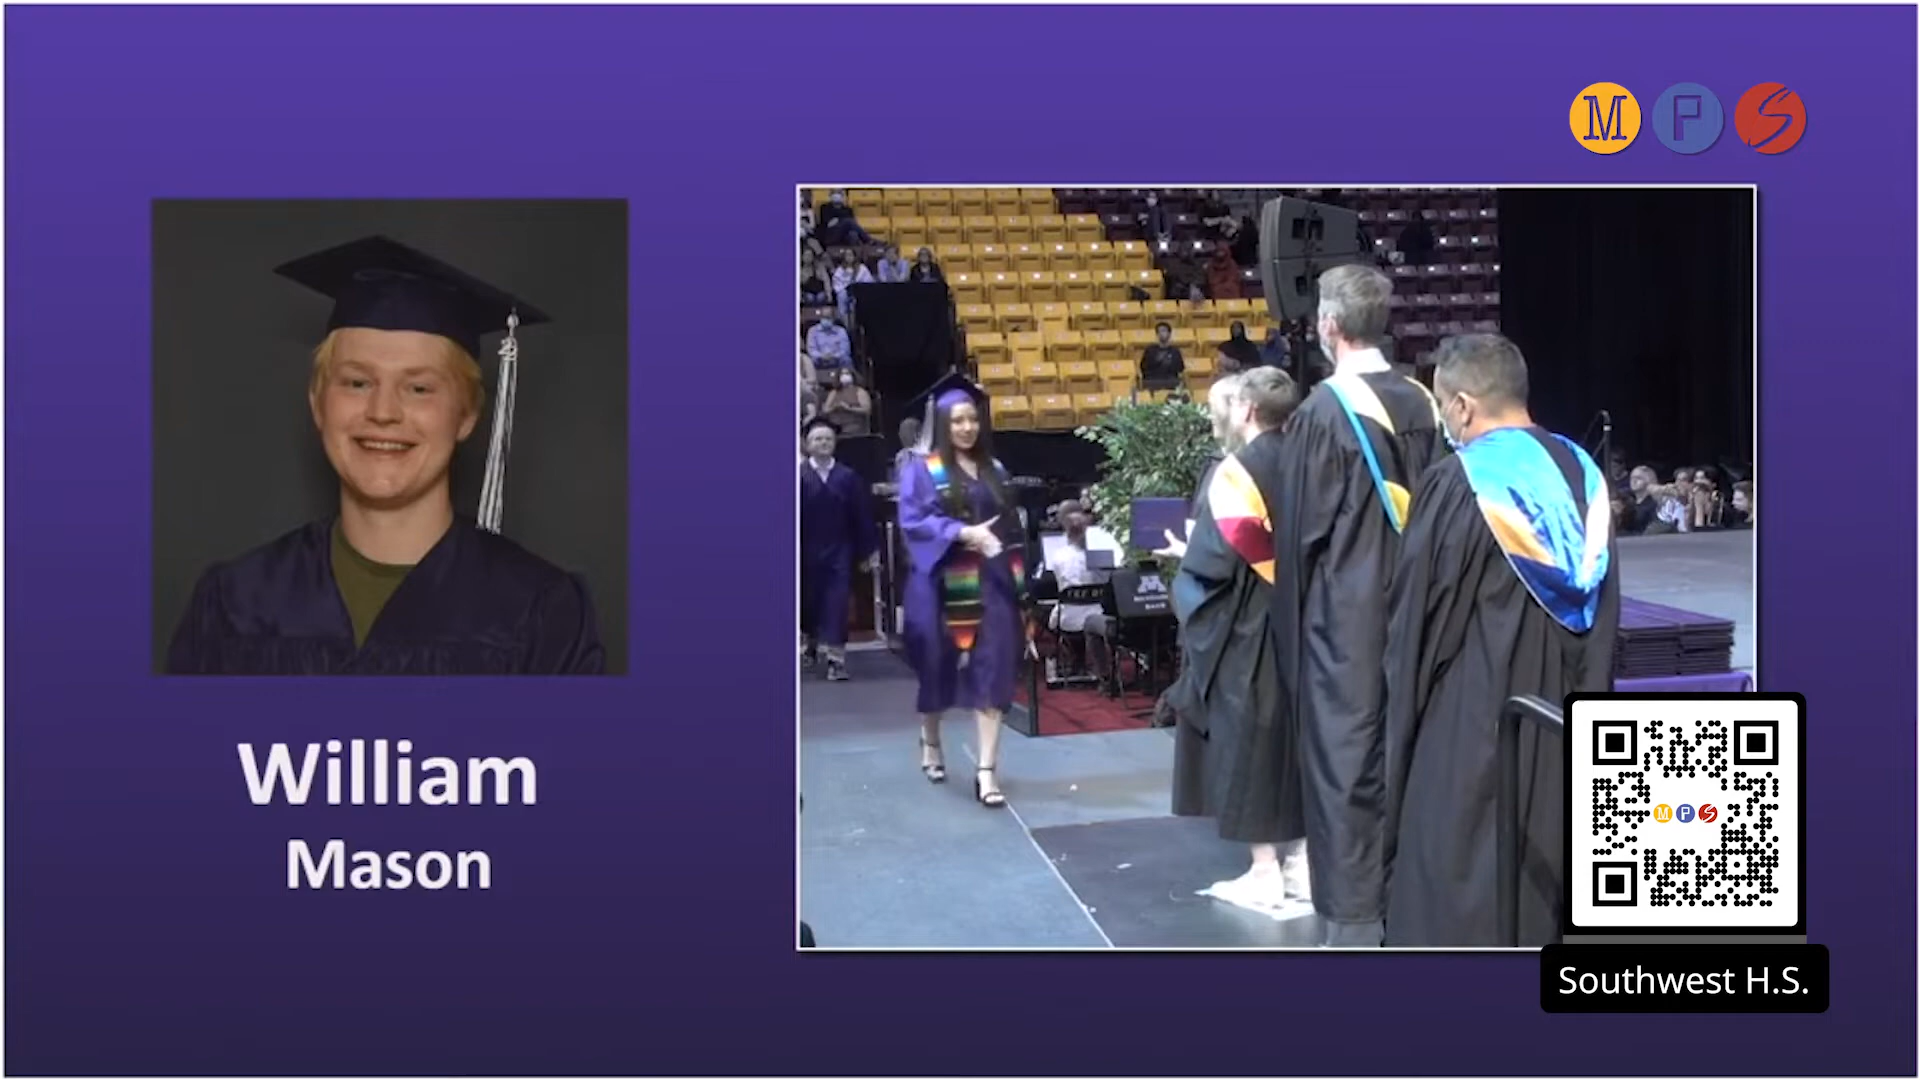 M P S
William
Mason
M P S
Southwest H.S.